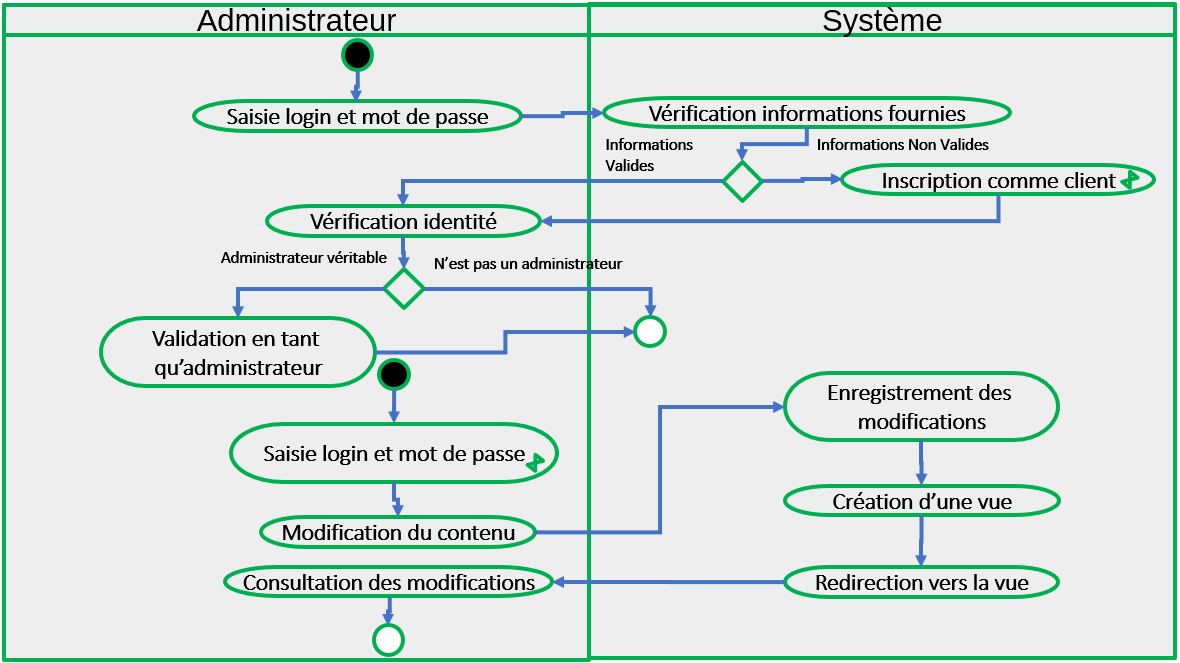 Administrateur
Système
Saisie login et mot de passe
Vérification informations fournies
Informations
Valides
Informations Non Valides
Inscription comme client
Vérification identité
Administrateur véritable
N’est pas un administrateur
Validation en tant
qu’administrateur
Enregistrement des
modifications
Saisie login et mot de passe
Création d’une vue
Modification du contenu
Consultation des modifications
Redirection vers la vue